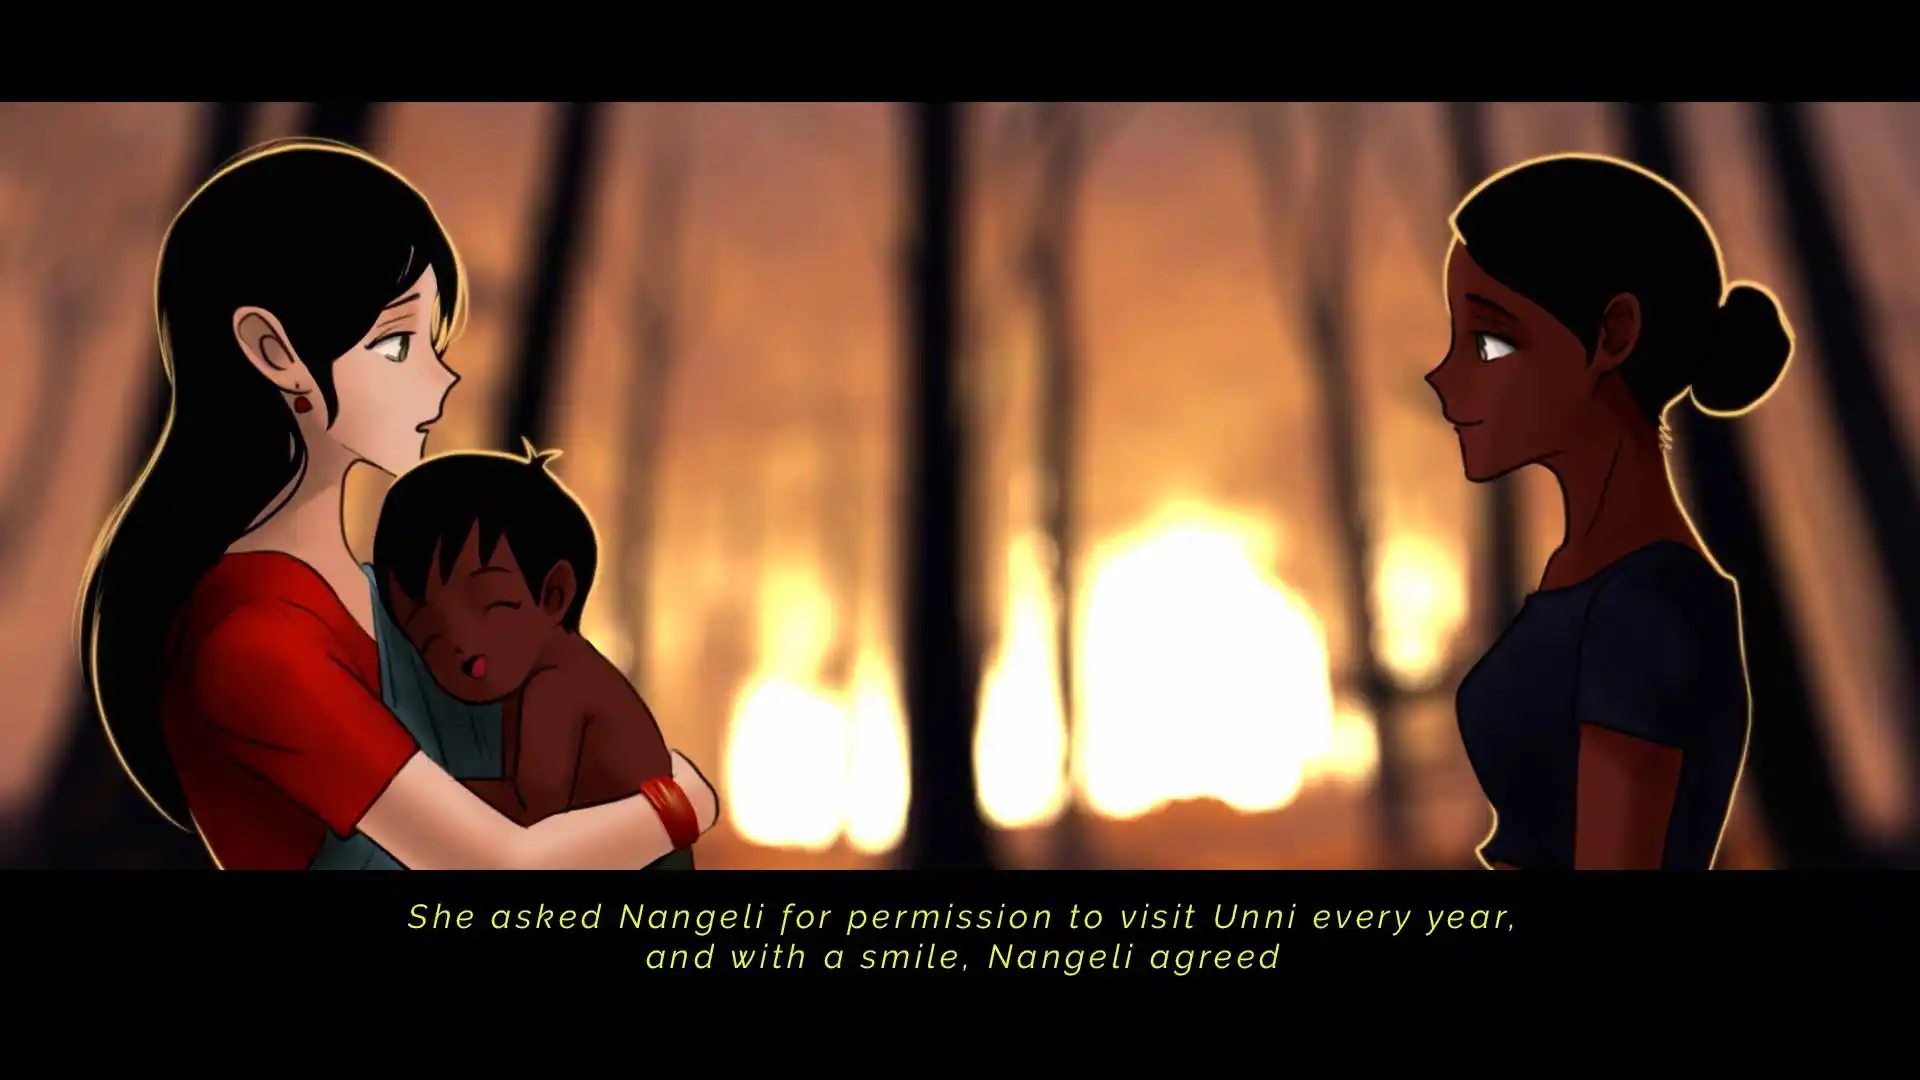 She asked Nangeli for permission to visit Unni every year,
and with a smile, Nangeli agreed